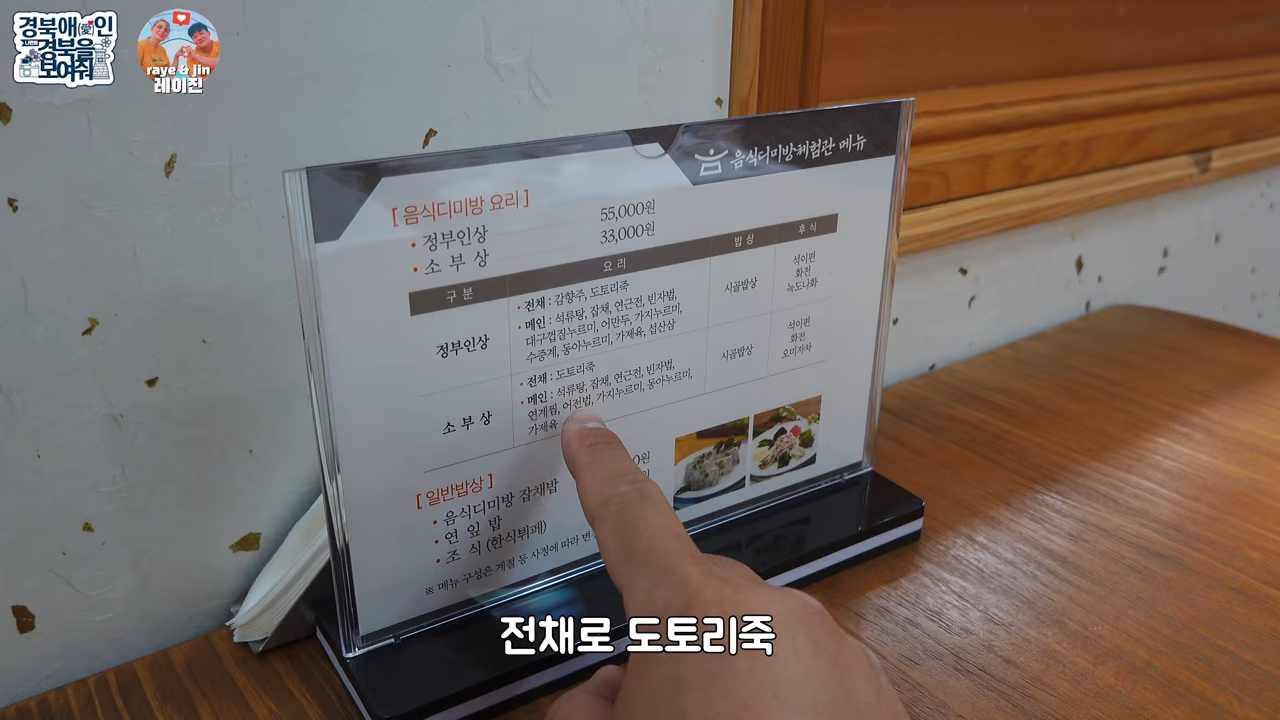 경북애(愛)인
경북을
보여줘
raye & jin
레이진
음식디미방체험관 메뉴
[ 음식디미방 요리 ]
• 정부인상 55,000원
• 소 부 상 33,000원
구 분 요 리 밥 상 후 식
정부인상
• 전채 : 감향주, 도토리죽
• 메인 : 석류탕, 잡채, 연근전, 빈자법,
대구껍질누르미, 어만두, 가지누르미,
수증계, 동아누르미, 가제육, 섭산삼
시골밥상
석이편
화전
녹도나화
소 부 상
• 전채 : 도토리죽
• 메인 : 석류탕, 잡채, 연근전, 빈자법,
연계찜, 어전법, 가지누르미, 동아누르미,
가제육
시골밥상
석이편
화전
오미자차
[ 일반밥상 ]
• 음식디미방 잡채밥
• 연 잎 밥
• 조 식 (한식뷔페)
※ 메뉴 구성은 계절 등 사정에 따라
전채로 도토리죽